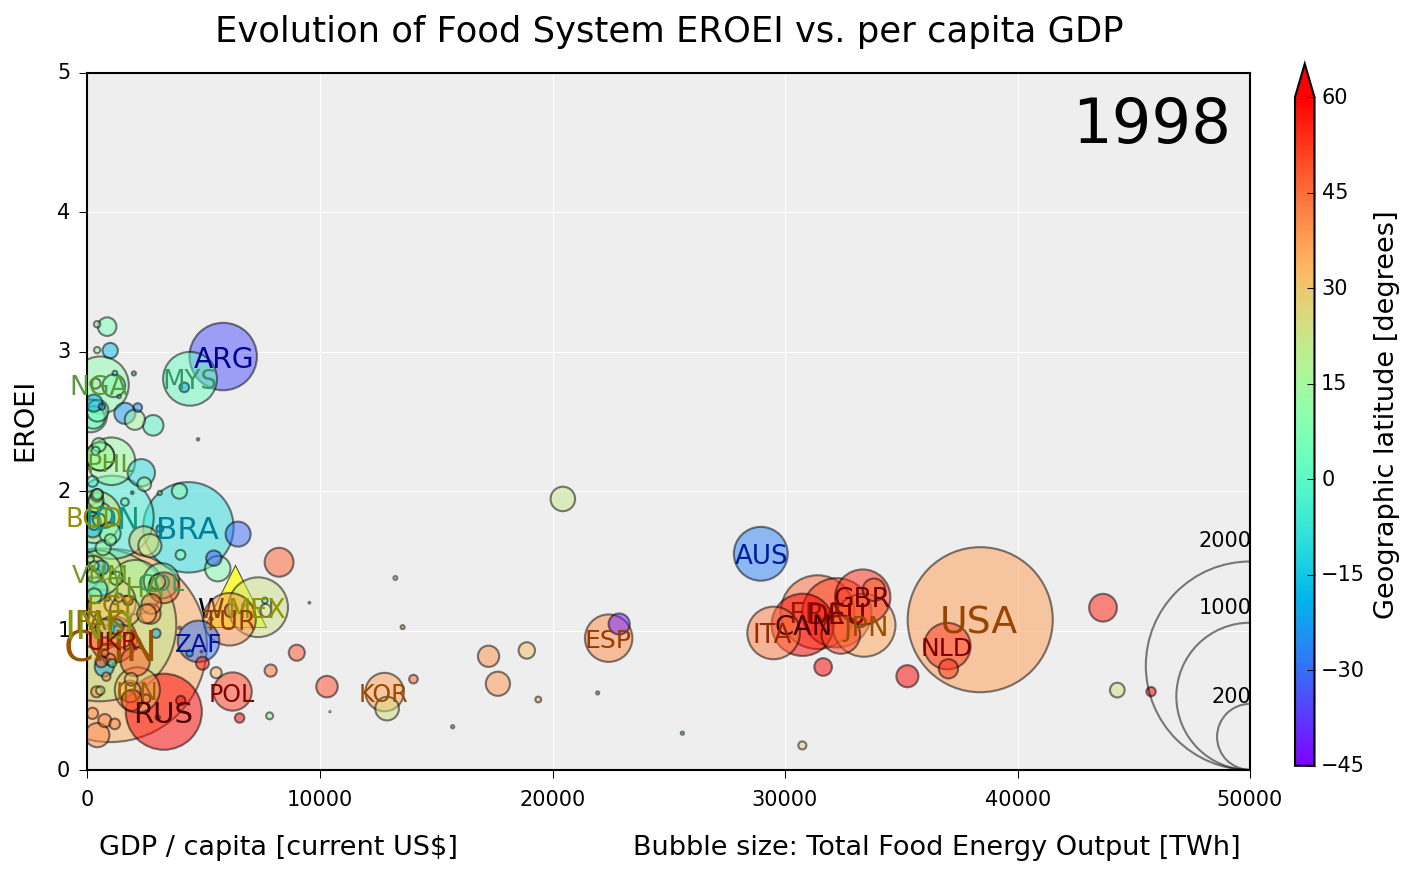 Evolution of Food System EROEI vs. per capita GDP
1998
5
4
3
2
1
0
EROEI
ARG
MYS
NGA
PHL
BRA
AUS
USA
GBR
CAN
JPN
ITA
NLD
ESP
KOR
MEX
TUR
ZAF
POL
RUS
UKR
CHN
2000
1000
200
0
10000
20000
30000
40000
50000
GDP / capita [current US$]
Bubble size: Total Food Energy Output [TWh]
60
45
30
15
0
−15
−30
−45
Geographic latitude [degrees]